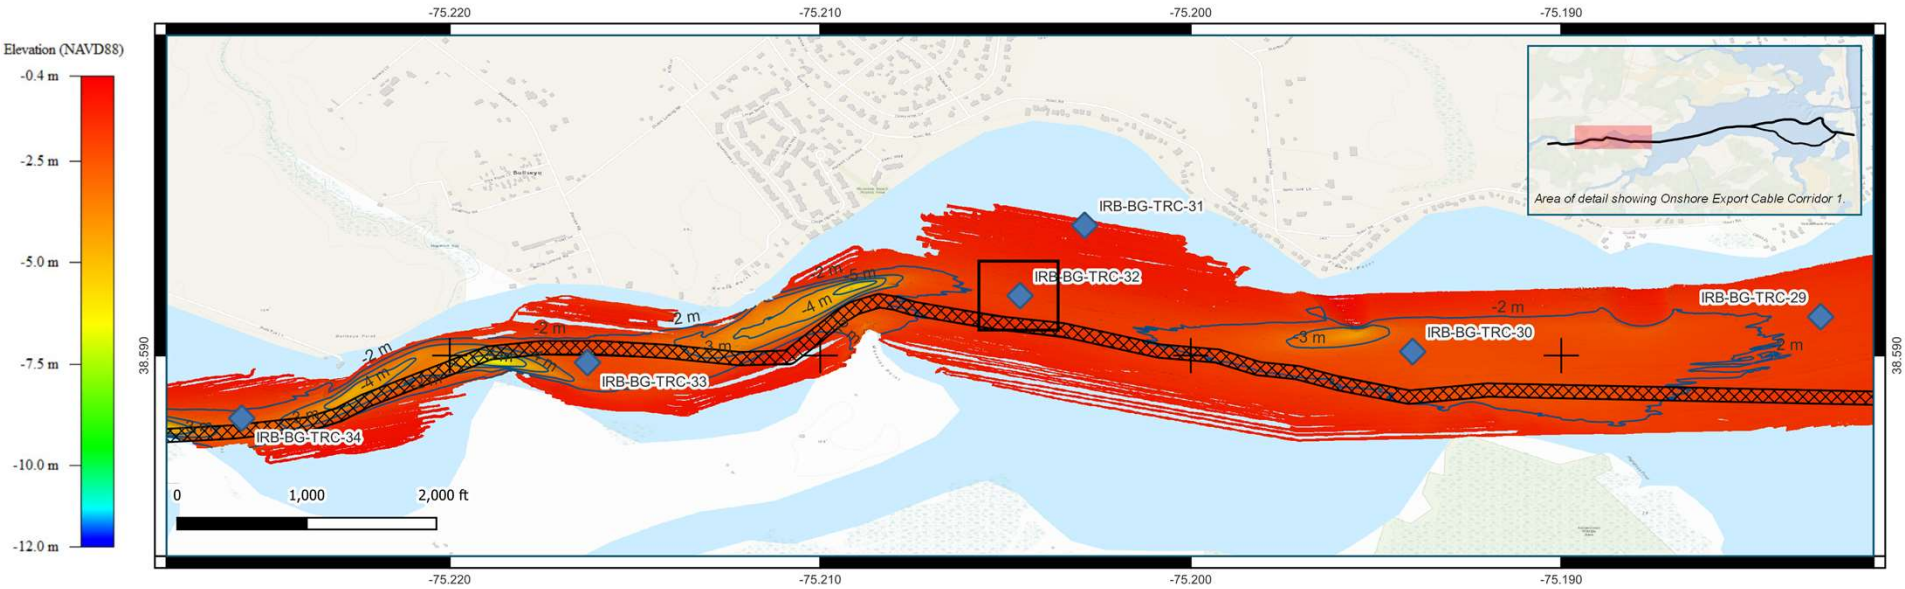 -75.220
-75.210
-75.200
-75.190
Elevation (NAVD88)
-0.4 m
-2.5 m
-5.0 m
-7.5 m
-10.0 m
-12.0 m
Area of detail showing Onshore Export Cable Corridor 1.
IRB-BG-TRC-31
IRB-BG-TRC-32
IRB-BG-TRC-29
IRB-BG-TRC-30
IRB-BG-TRC-33
IRB-BG-TRC-34
-2 m
-5 m
-4 m
-2 m
2 m
-2 m
-3 m
-2 m
-4 m
3 m
-2 m
2 m
Bullseye
38.590
38.590
0
1,000
2,000 ft
-75.220
-75.210
-75.200
-75.190